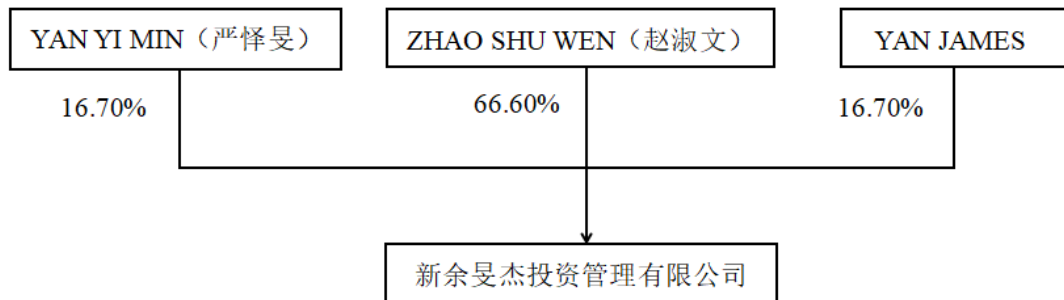 YAN YI MIN（严怿旻）
ZHAO SHU WEN（赵淑文）
YAN JAMES
16.70%
66.60%
16.70%
新余旻杰投资管理有限公司